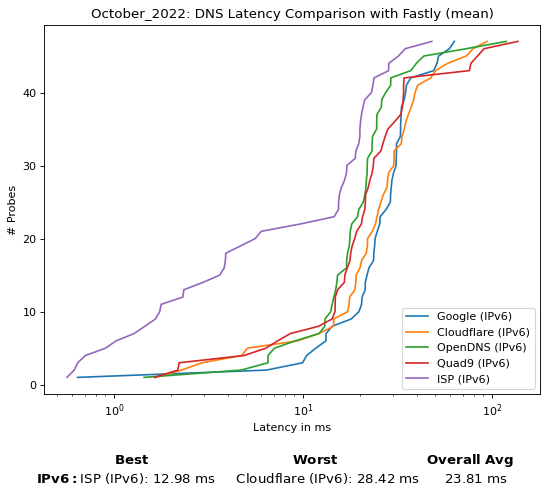 October_2022: DNS Latency Comparison with Fastly (mean)
# Probes
40
30
20
10
0
Google (IPv6)
Cloudflare (IPv6)
OpenDNS (IPv6)
Quad9 (IPv6)
ISP (IPv6)
10⁰ 10¹ 10²
Latency in ms
Best Worst Overall Avg
IPv6: ISP (IPv6): 12.98 ms Cloudflare (IPv6): 28.42 ms 23.81 ms